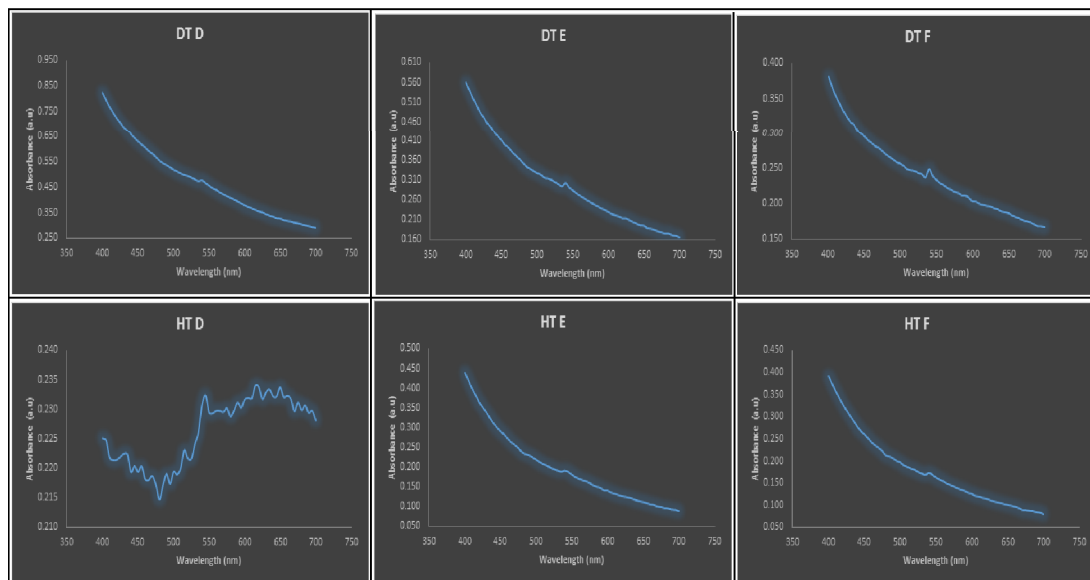 DT D
0.950
0.850
0.750
0.650
0.550
0.450
0.350
0.250
350 400 450 500 550 600 650 700 750
Absorbance (a.u)
Wavelength (nm)
DT E
0.610
0.560
0.510
0.460
0.410
0.360
0.310
0.260
0.210
0.160
350 400 450 500 550 600 650 700 750
Absorbance (a.u)
Wavelength (nm)
DT F
0.400
0.350
0.300
0.250
0.200
0.150
350 400 450 500 550 600 650 700 750
Absorbance (a.u)
Wavelength (nm)
HT D
0.240
0.235
0.230
0.225
0.220
0.215
0.210
350 400 450 500 550 600 650 700 750
Absorbance (a.u)
Wavelength (nm)
HT E
0.500
0.450
0.400
0.350
0.300
0.250
0.200
0.150
0.100
0.050
350 400 450 500 550 600 650 700 750
Absorbance (a.u)
Wavelength (nm)
HT F
0.450
0.400
0.350
0.300
0.250
0.200
0.150
0.100
0.050
350 400 450 500 550 600 650 700 750
Absorbance (a.u)
Wavelength (nm)